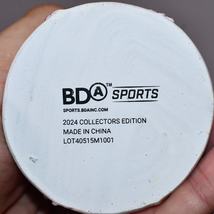 BDA™ SPORTS
SPORTS.BDAINC.COM
2024 COLLECTORS EDITION
MADE IN CHINA
LOT40515M1001